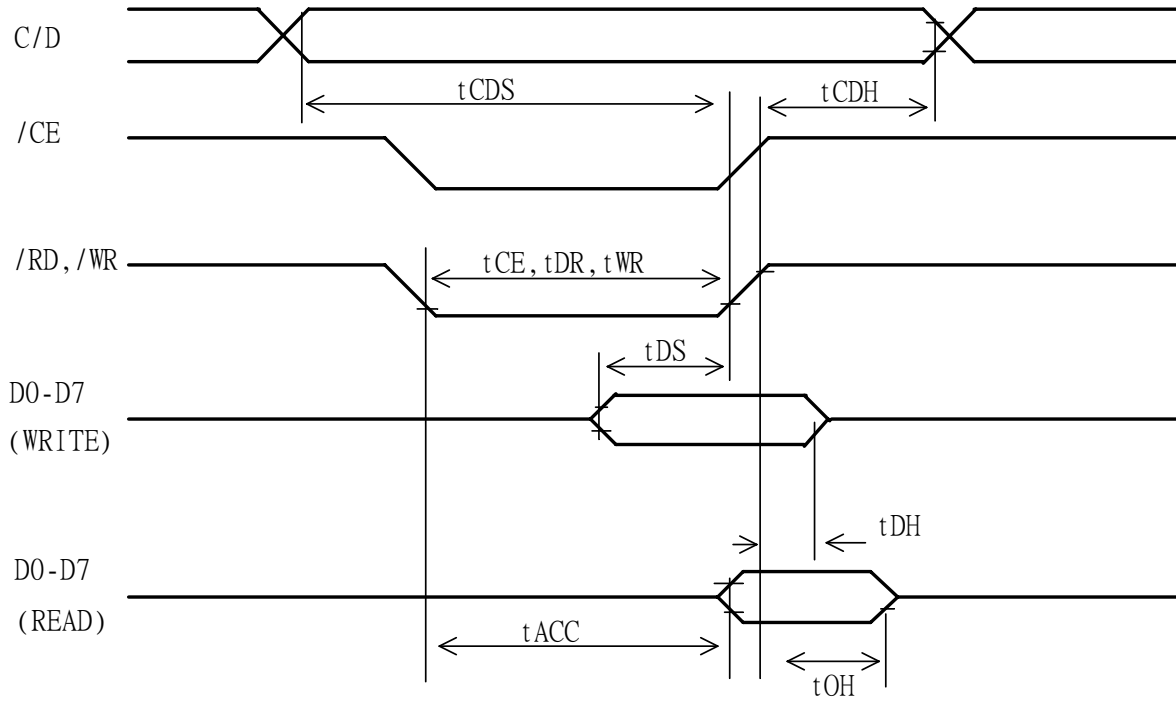 C/D
tCDS
tCDH
/CE
/RD,/WR
tCE,tDR,tWR
tDS
D0-D7
(WRITE)
tDH
D0-D7
(READ)
tACC
tOH